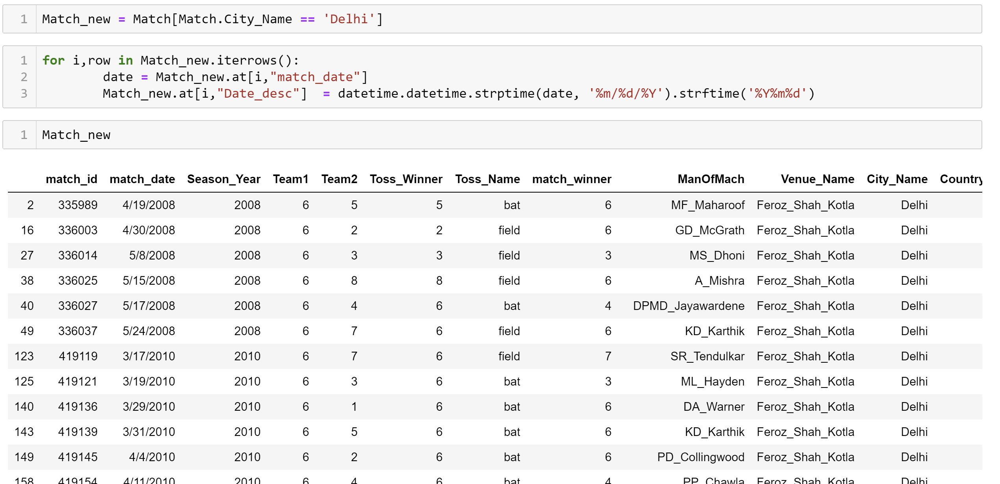 1 Match_new = Match[Match.City_Name == 'Delhi']
1 for i,row in Match_new.iterrows():
2 date = Match_new.at[i,"match_date"]
3 Match_new.at[i,"Date_desc"]  = datetime.datetime.strptime(date, '%m/%d/%Y').strftime('%Y%m%d')
1 Match_new
match_id match_date Season_Year Team1 Team2 Toss_Winner Toss_Name match_winner ManOfMach Venue_Name City_Name Country
2 335989 4/19/2008 2008 6 5 5 bat 6 MF_Maharoof Feroz_Shah_Kotla Delhi
16 336003 4/30/2008 2008 6 2 2 field 6 GD_McGrath Feroz_Shah_Kotla Delhi
27 336014 5/8/2008 2008 6 3 3 field 3 MS_Dhoni Feroz_Shah_Kotla Delhi
38 336025 5/15/2008 2008 6 8 8 field 6 A_Mishra Feroz_Shah_Kotla Delhi
40 336027 5/17/2008 2008 6 4 6 bat 4 DPMD_Jayawardene Feroz_Shah_Kotla Delhi
49 336037 5/24/2008 2008 6 7 6 field 6 KD_Karthik Feroz_Shah_Kotla Delhi
123 419119 3/17/2010 2010 6 7 6 field 7 SR_Tendulkar Feroz_Shah_Kotla Delhi
125 419121 3/19/2010 2010 6 3 6 bat 3 ML_Hayden Feroz_Shah_Kotla Delhi
140 419136 3/29/2010 2010 6 1 6 bat 6 DA_Warner Feroz_Shah_Kotla Delhi
143 419139 3/31/2010 2010 6 5 6 bat 6 KD_Karthik Feroz_Shah_Kotla Delhi
149 419145 4/4/2010 2010 6 2 6 bat 6 PD_Collingwood Feroz_Shah_Kotla Delhi
158 419154 4/11/2010 2010 6 4 6 bat 4 PP_Chawla Feroz_Shah_Kotla Delhi